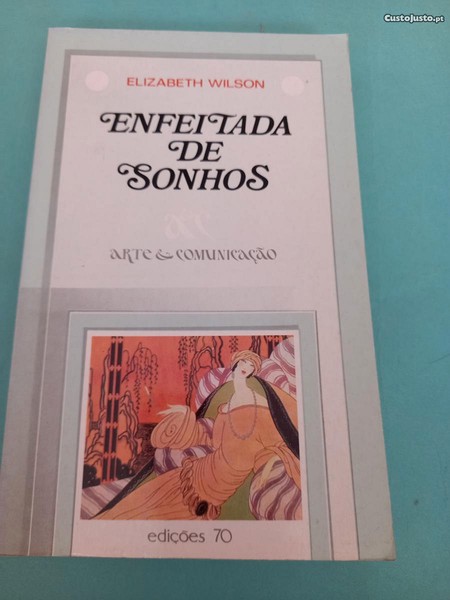 CustoJusto.pt
ELIZABETH WILSON
ENFEITADA
DE
SONHOS
ARTE & COMUNICAÇÃO
edições 70